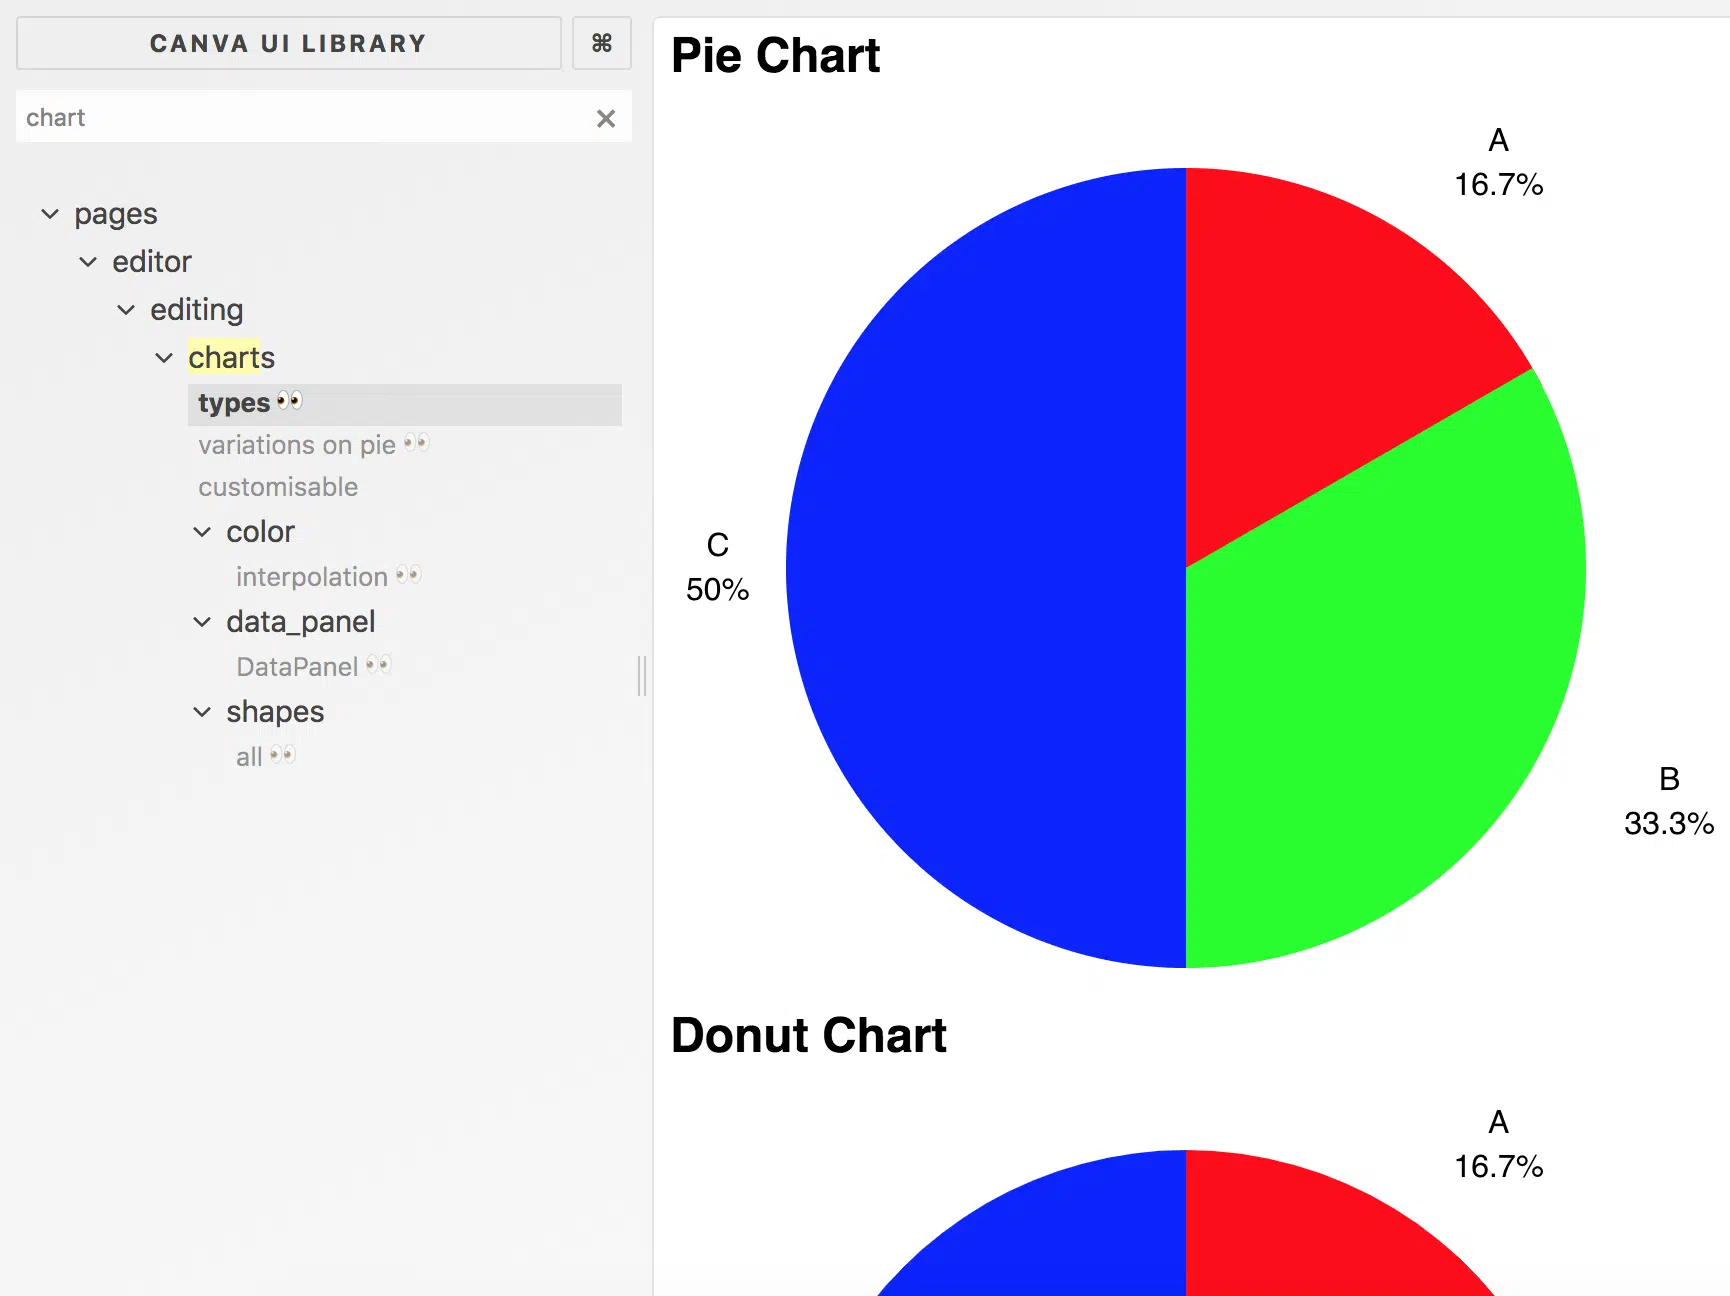 CANVA UI LIBRARY
⌘
chart
pages
editor
editing
charts
types 👀
variations on pie 👀
customisable
color
interpolation 👀
data_panel
DataPanel 👀
shapes
all 👀
Pie Chart
A
16.7%
C
50%
B
33.3%
Donut Chart
A
16.7%